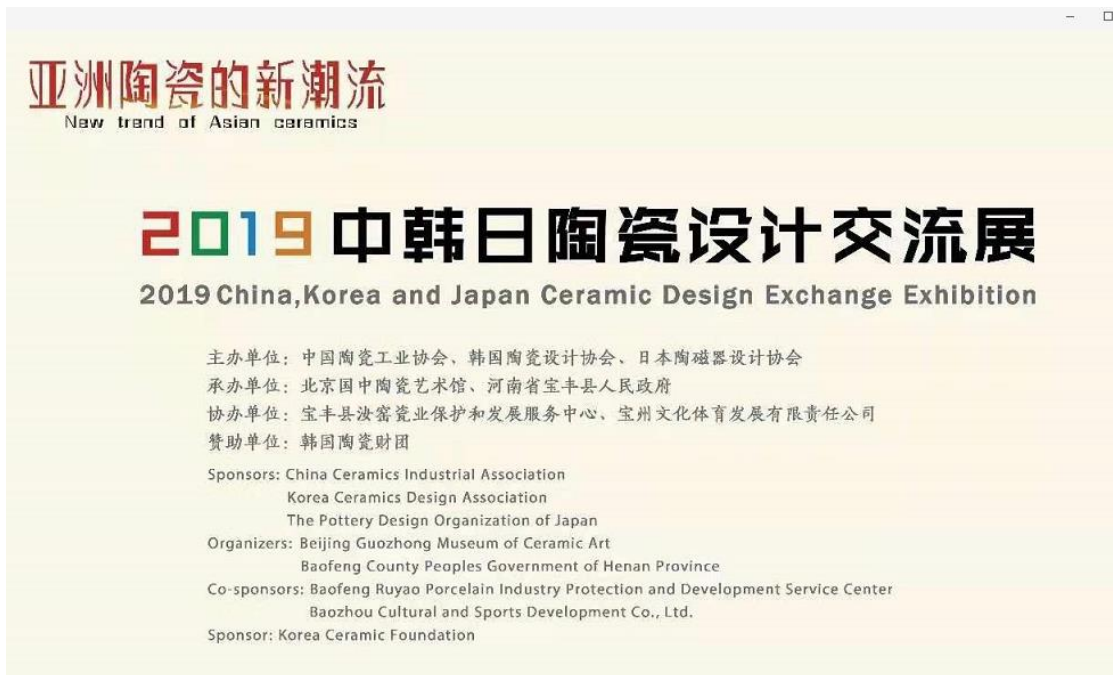 亚洲陶瓷的新潮流
New trend of Asian ceramics
2019中韩日陶瓷设计交流展
2019 China,Korea and Japan Ceramic Design Exchange Exhibition
主办单位：中国陶瓷工业协会、韩国陶瓷设计协会、日本陶磁器设计协会
承办单位：北京国中陶瓷艺术馆、河南省宝丰县人民政府
协办单位：宝丰县汝窑瓷业保护和发展服务中心、宝州文化体育发展有限责任公司
赞助单位：韩国陶瓷财团
Sponsors: China Ceramics Industrial Association
Korea Ceramics Design Association
The Pottery Design Organization of Japan
Organizers: Beijing Guozhong Museum of Ceramic Art
Baofeng County Peoples Government of Henan Province
Co-sponsors: Baofeng Ruyao Porcelain Industry Protection and Development Service Center
Baozhou Cultural and Sports Development Co., Ltd.
Sponsor: Korea Ceramic Foundation